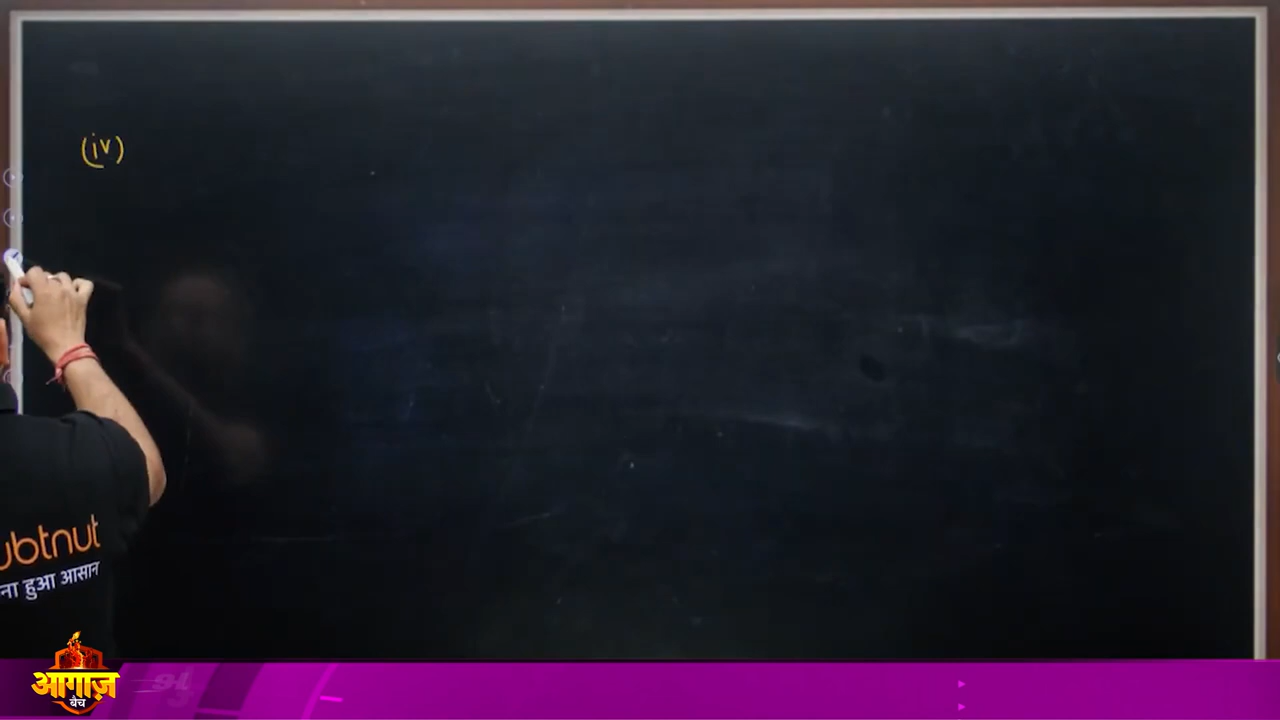 (iv)
ubtnut
ना हुआ आसान
आगाज़
बैच